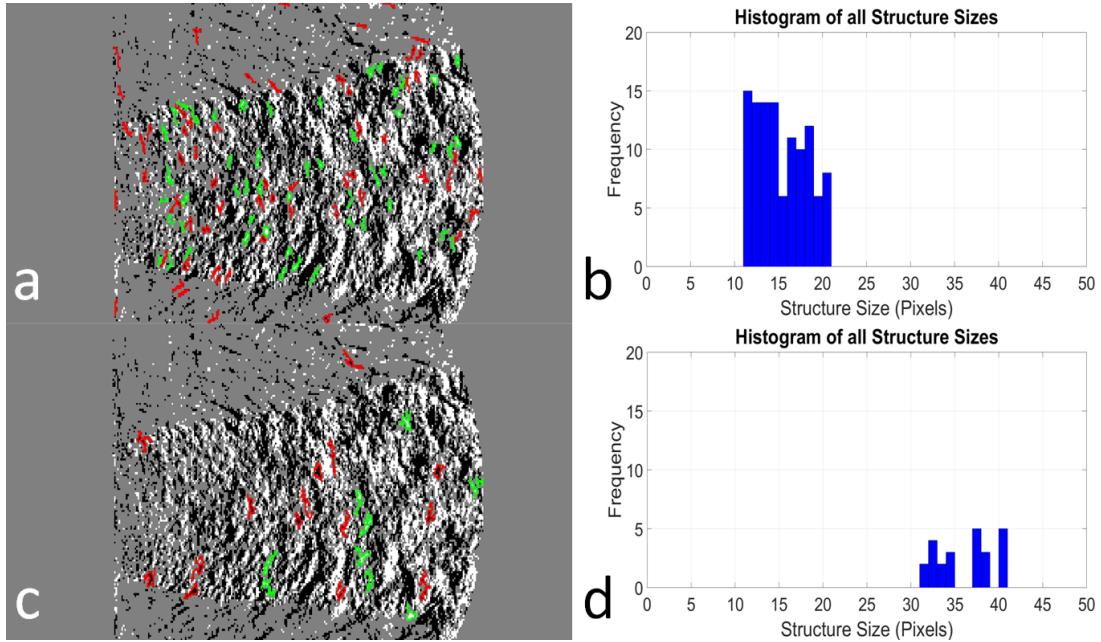 a
Histogram of all Structure Sizes
Frequency
20
15
10
5
0
0 5 10 15 20 25 30 35 40 45 50
Structure Size (Pixels)
b
c
Histogram of all Structure Sizes
Frequency
20
15
10
5
0
0 5 10 15 20 25 30 35 40 45 50
Structure Size (Pixels)
d